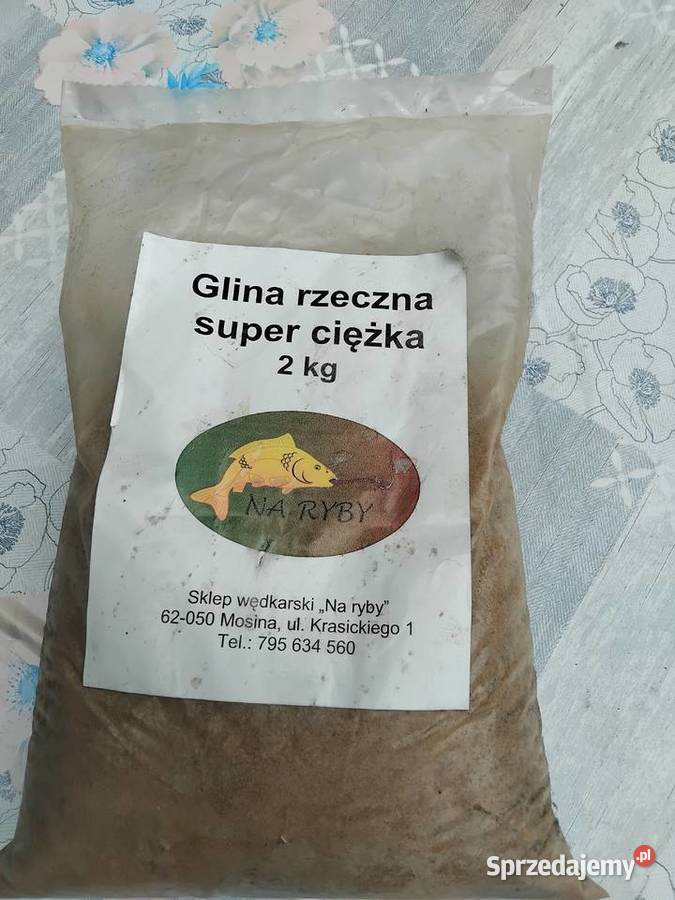 Glina rzeczna
super ciężka
2 kg
NA RYBY
Sklep wędkarski „Na ryby”
62-050 Mosina, ul. Krasickiego 1
Tel.: 795 634 560
Sprzedajemy.pl